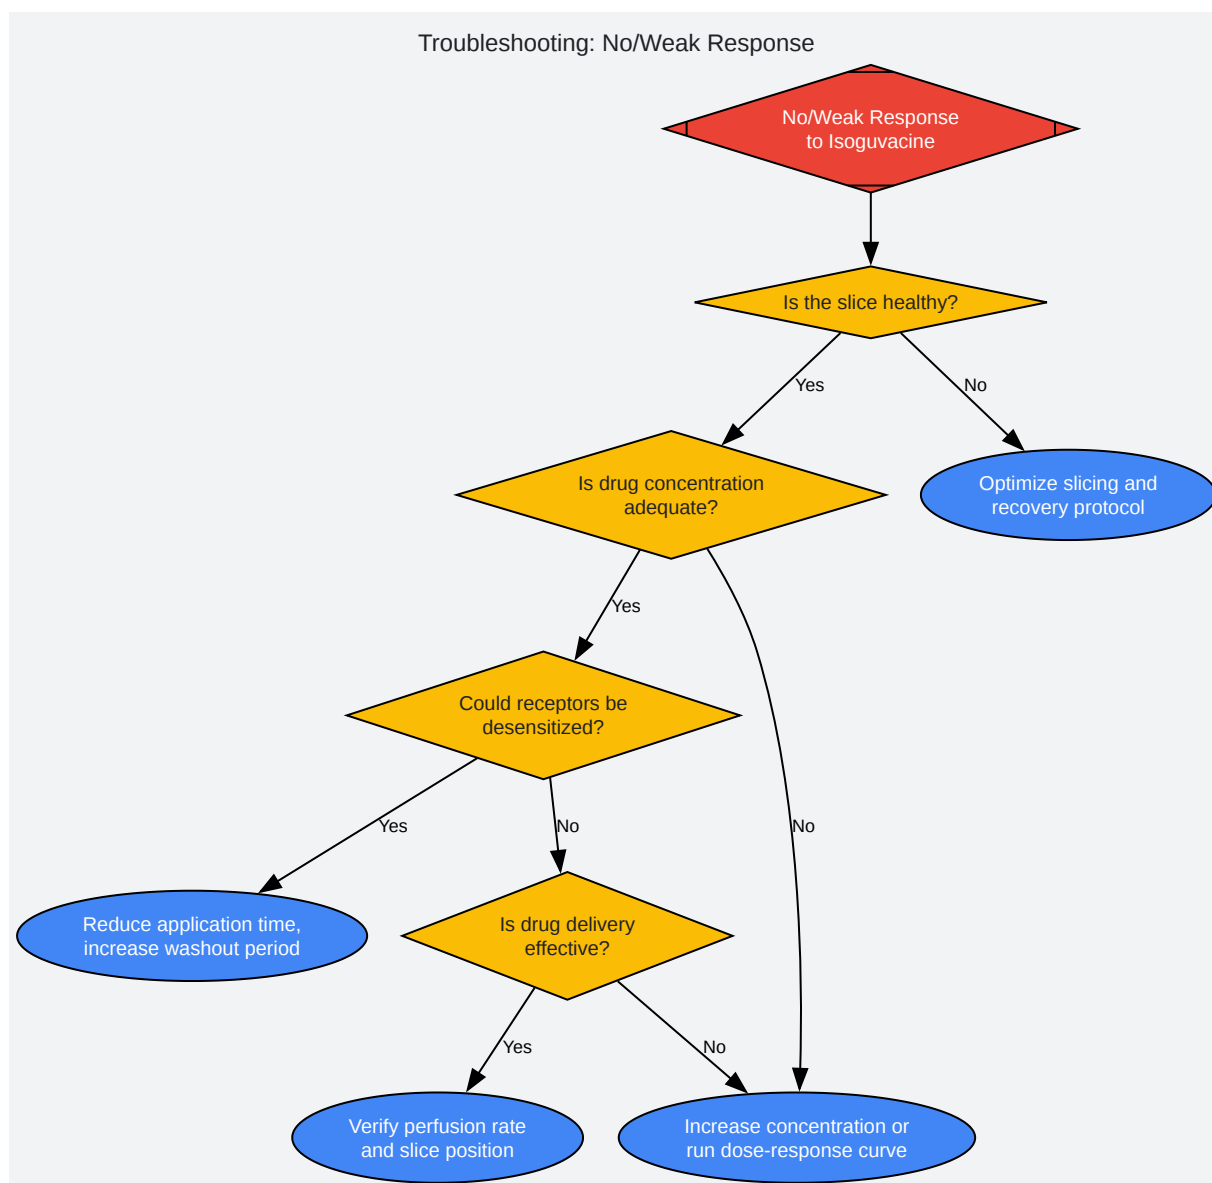 Troubleshooting: No/Weak Response
No/Weak Response
to Isoguvacine
Is the slice healthy?
Yes
No
Is drug concentration
adequate?
Optimize slicing and
recovery protocol
Yes
Could receptors be
desensitized?
Yes
No
No
Reduce application time,
increase washout period
Is drug delivery
effective?
Yes
No
Verify perfusion rate
and slice position
Increase concentration or
run dose-response curve